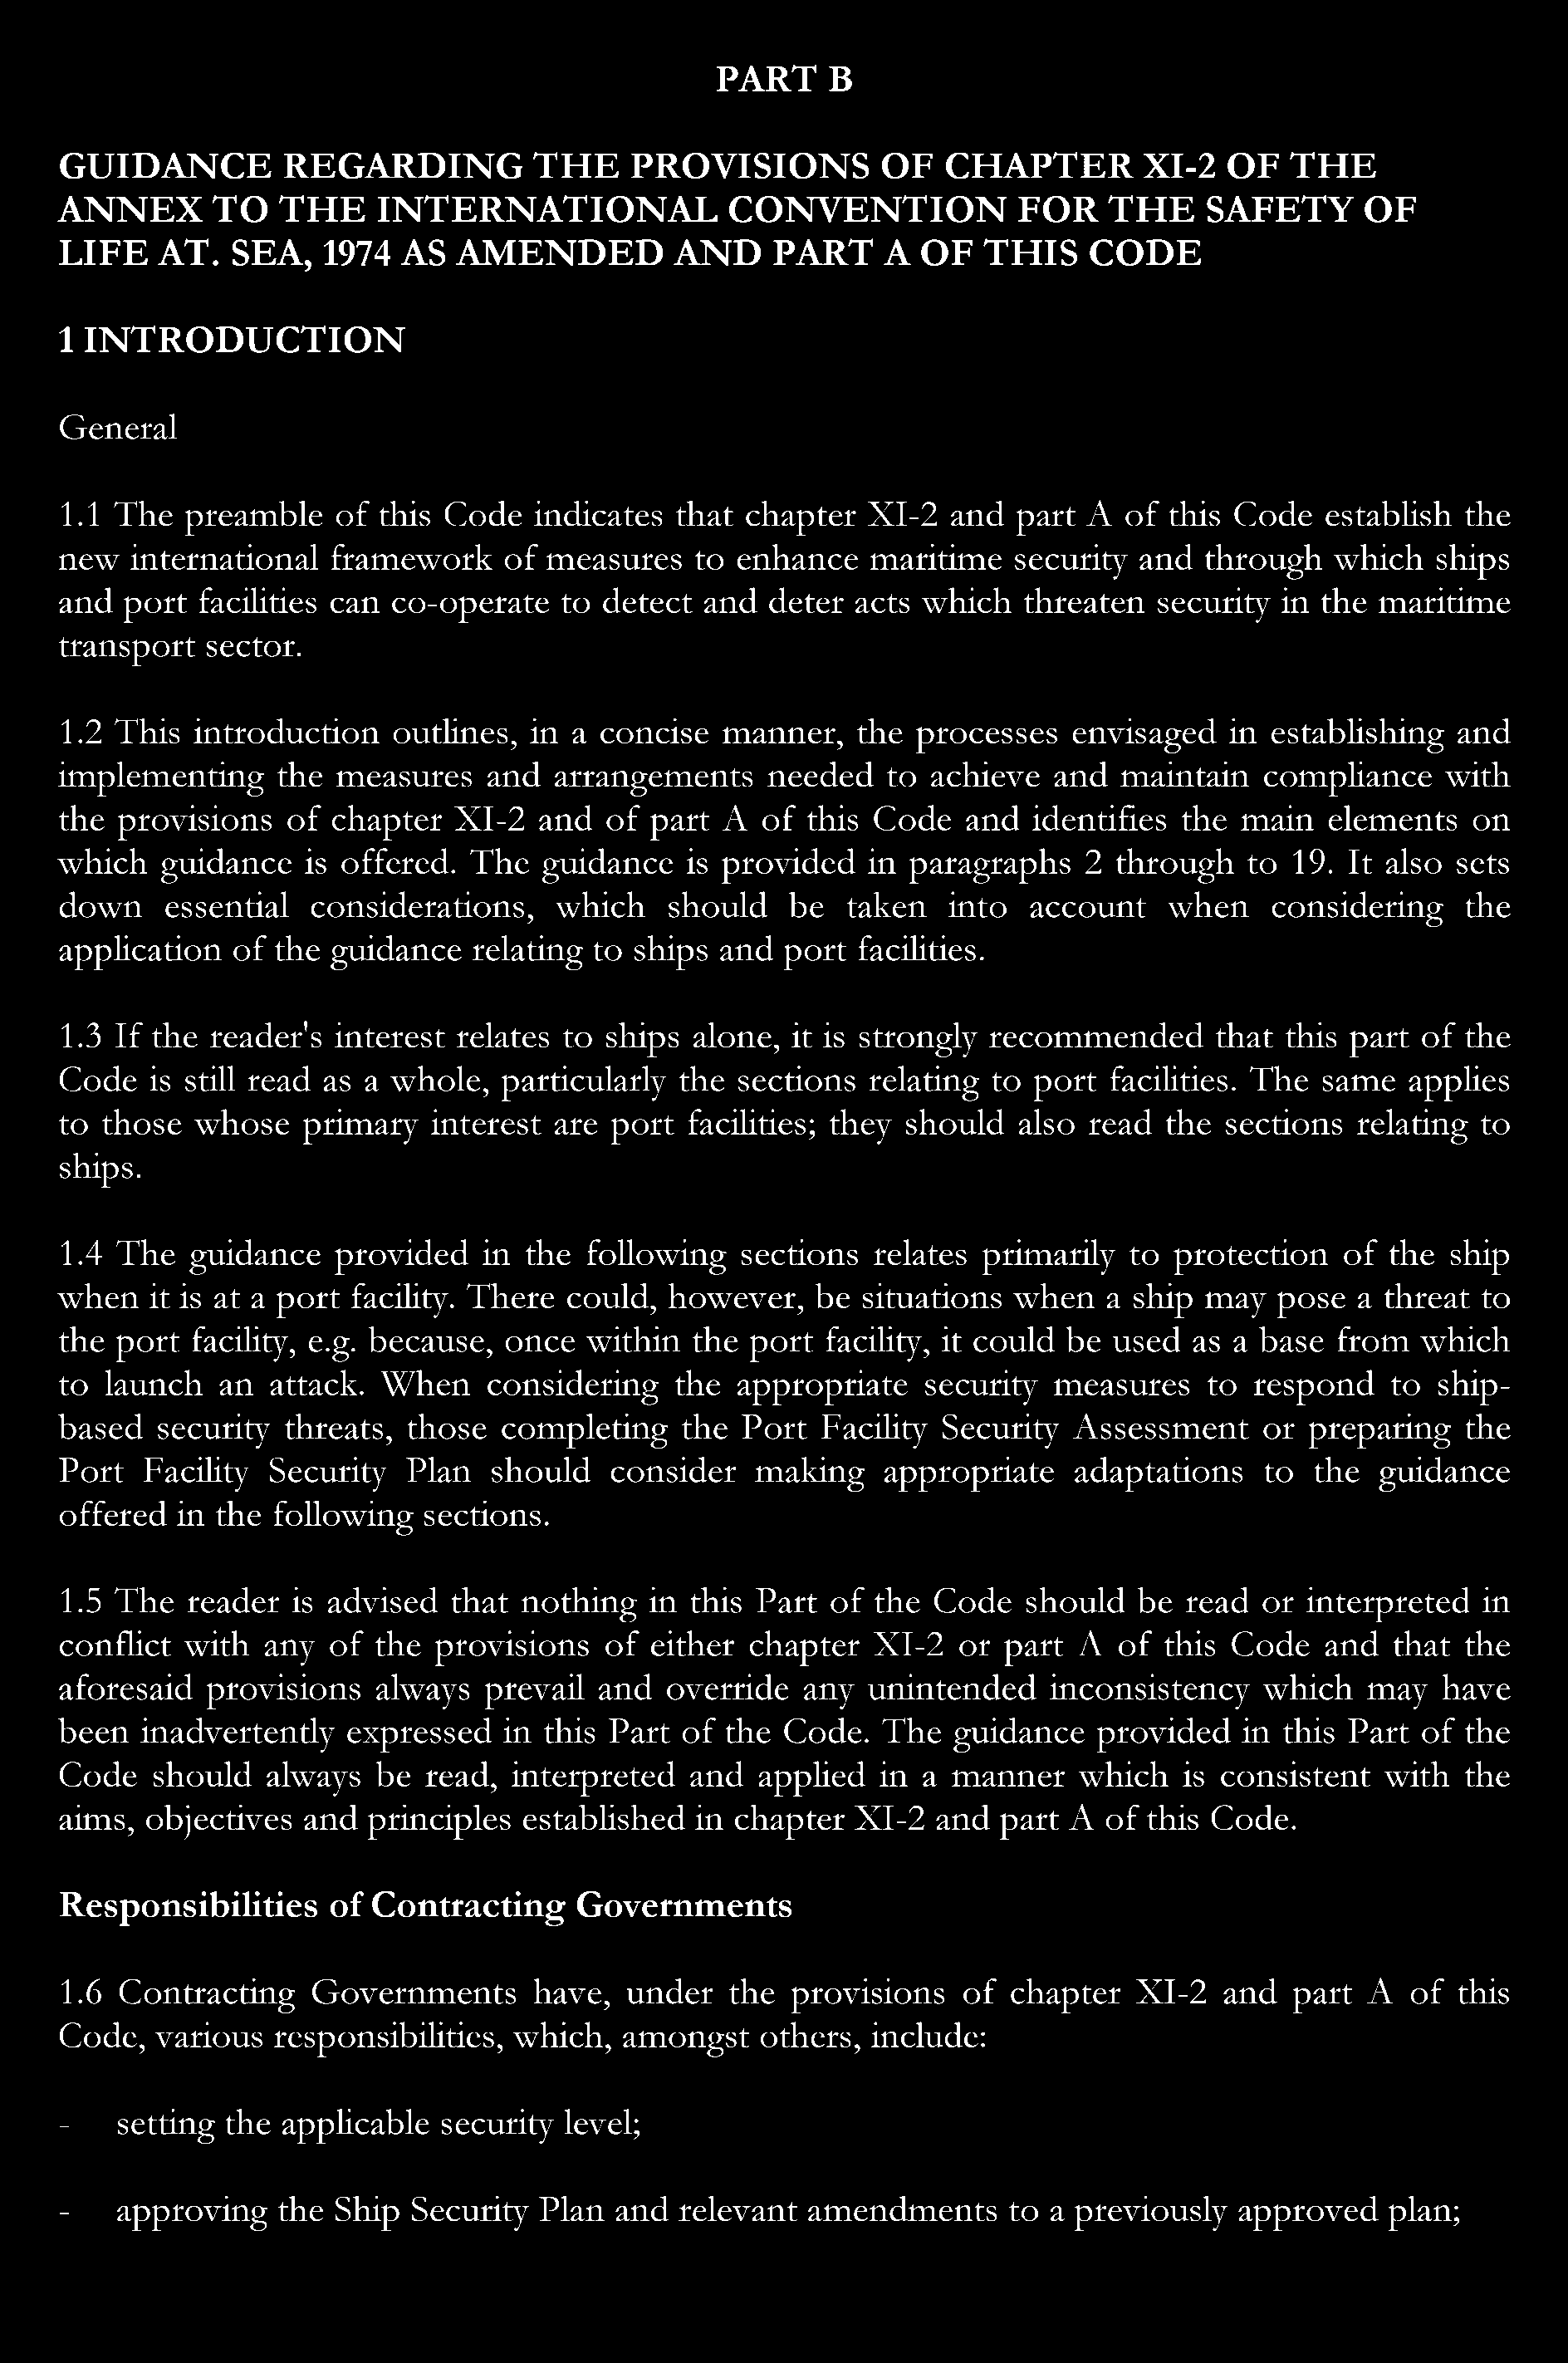 PART B
GUIDANCE REGARDING THE PROVISIONS OF CHAPTER XI-2 OF THE
ANNEX TO THE INTERNATIONAL CONVENTION FOR THE SAFETY OF
LIFE AT. SEA, 1974 AS AMENDED AND PART A OF THIS CODE
1 INTRODUCTION
General
1.1 The preamble of this Code indicates that chapter XI-2 and part A of this Code establish the
new international framework of measures to enhance maritime security and through which ships
and port facilities can co-operate to detect and deter acts which threaten security in the maritime
transport sector.
1.2 This introduction outlines, in a concise manner, the processes envisaged in establishing and
implementing the measures and arrangements needed to achieve and maintain compliance with
the provisions of chapter XI-2 and of part A of this Code and identifies the main elements on
which guidance is offered. The guidance is provided in paragraphs 2 through to 19. It also sets
down essential considerations, which should be taken into account when considering the
application of the guidance relating to ships and port facilities.
1.3 If the reader's interest relates to ships alone, it is strongly recommended that this part of the
Code is still read as a whole, particularly the sections relating to port facilities. The same applies
to those whose primary interest are port facilities; they should also read the sections relating to
ships.
1.4 The guidance provided in the following sections relates primarily to protection of the ship
when it is at a port facility. There could, however, be situations when a ship may pose a threat to
the port facility, e.g. because, once within the port facility, it could be used as a base from which
to launch an attack. When considering the appropriate security measures to respond to ship-
based security threats, those completing the Port Facility Security Assessment or preparing the
Port Facility Security Plan should consider making appropriate adaptations to the guidance
offered in the following sections.
1.5 The reader is advised that nothing in this Part of the Code should be read or interpreted in
conflict with any of the provisions of either chapter XI-2 or part A of this Code and that the
aforesaid provisions always prevail and override any unintended inconsistency which may have
been inadvertently expressed in this Part of the Code. The guidance provided in this Part of the
Code should always be read, interpreted and applied in a manner which is consistent with the
aims, objectives and principles established in chapter XI-2 and part A of this Code.
Responsibilities of Contracting Governments
1.6 Contracting Governments have, under the provisions of chapter XI-2 and part A of this
Code, various responsibilities, which, amongst others, include:
- setting the applicable security level;
- approving the Ship Security Plan and relevant amendments to a previously approved plan;